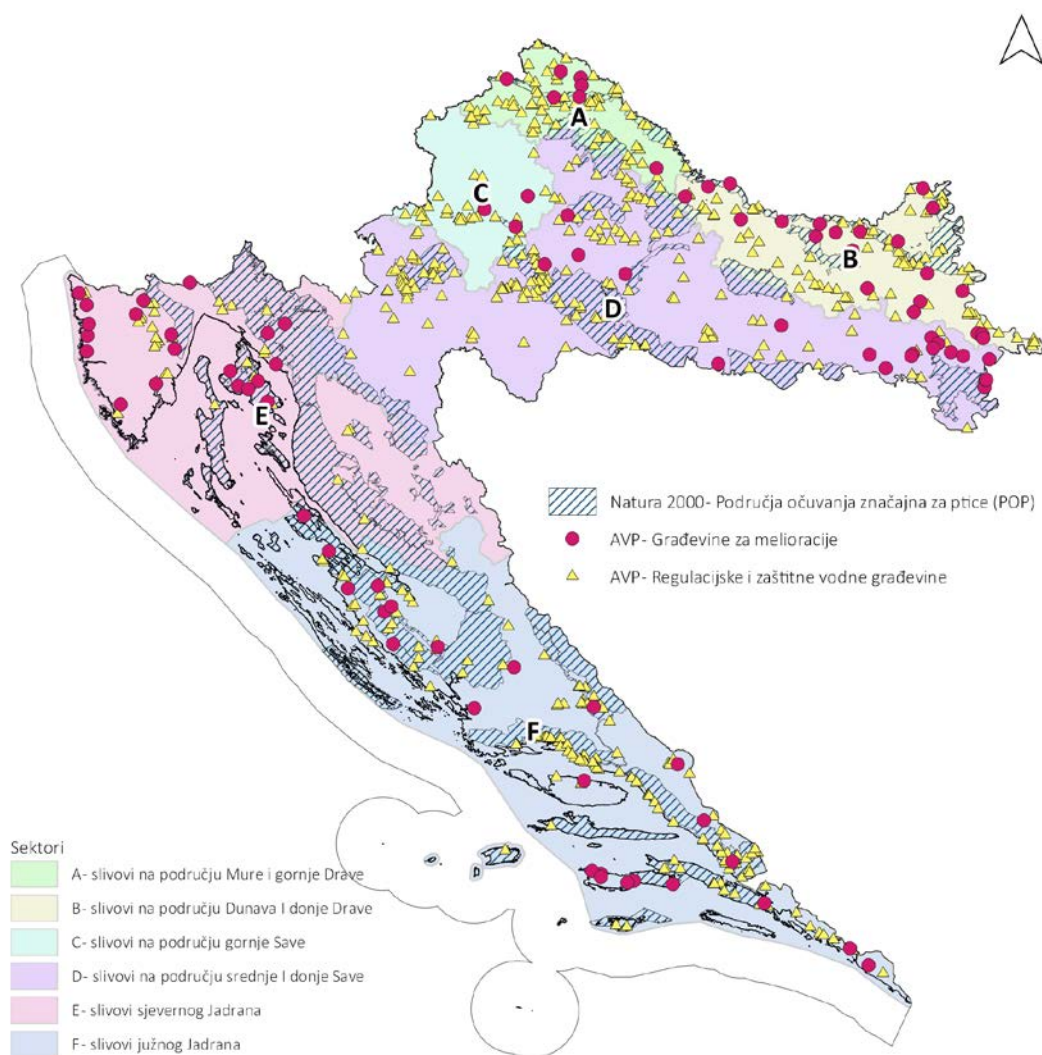 A
C
B
D
E
Natura 2000- Područja očuvanja značajna za ptice (POP)
AVP- Građevine za melioracije
AVP- Regulacijske i zaštitne vodne građevine
F
Sektori
A- slivovi na području Mure i gornje Drave
B- slivovi na području Dunava I donje Drave
C- slivovi na području gornje Save
D- slivovi na području srednje I donje Save
E- slivovi sjevernog Jadrana
F- slivovi južnog Jadrana